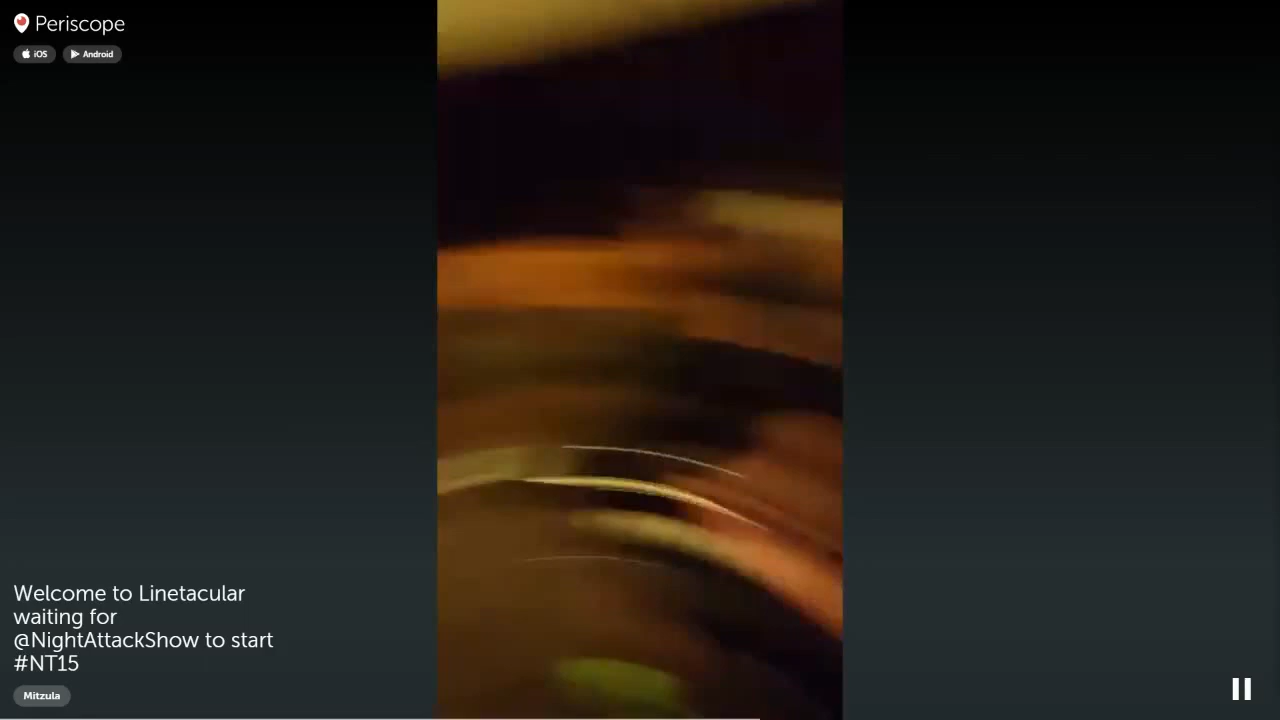 Periscope
iOS
Android
Welcome to Linetacular
waiting for
@NightAttackShow to start
#NT15
Mitzula